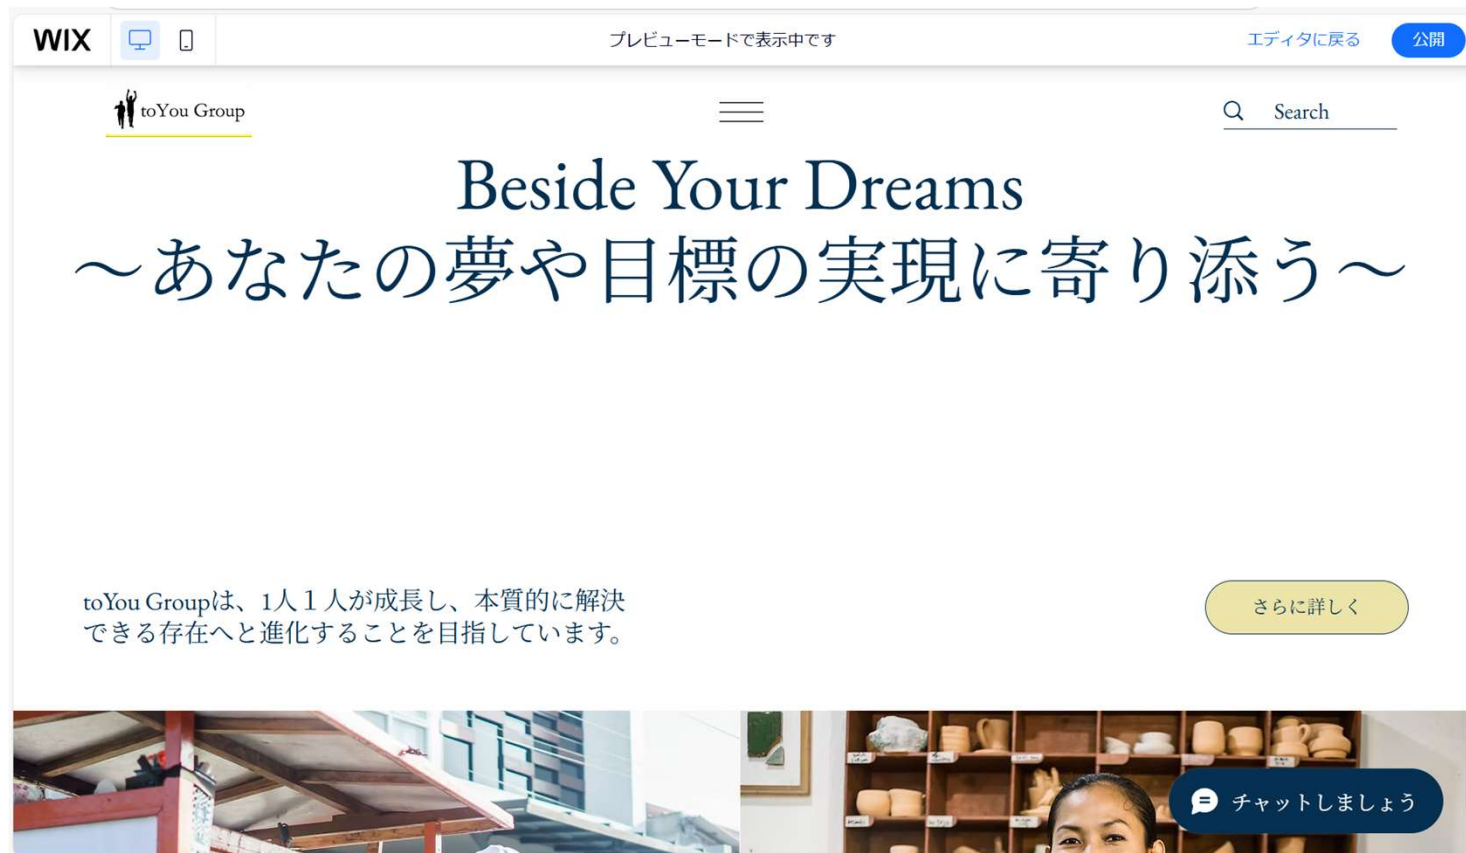 WIX
プレビューモードで表示中です
エディタに戻る
公開
toYou Group
Search
Beside Your Dreams
～あなたの夢や目標の実現に寄り添う～
toYou Groupは、1人１人が成長し、本質的に解決
できる存在へと進化することを目指しています。
さらに詳しく
チャットしましょう